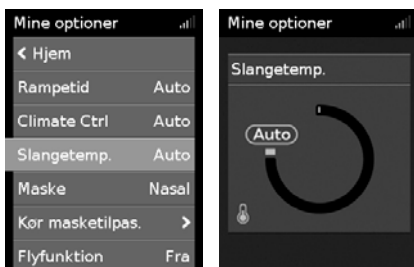 Mine optioner
Hjem
Rampetid Auto
Climate Ctrl Auto
Slangetemp. Auto
Maske Nasal
Kør masketilpas.
Flyfunktion Fra
Mine optioner
Slangetemp.
Auto